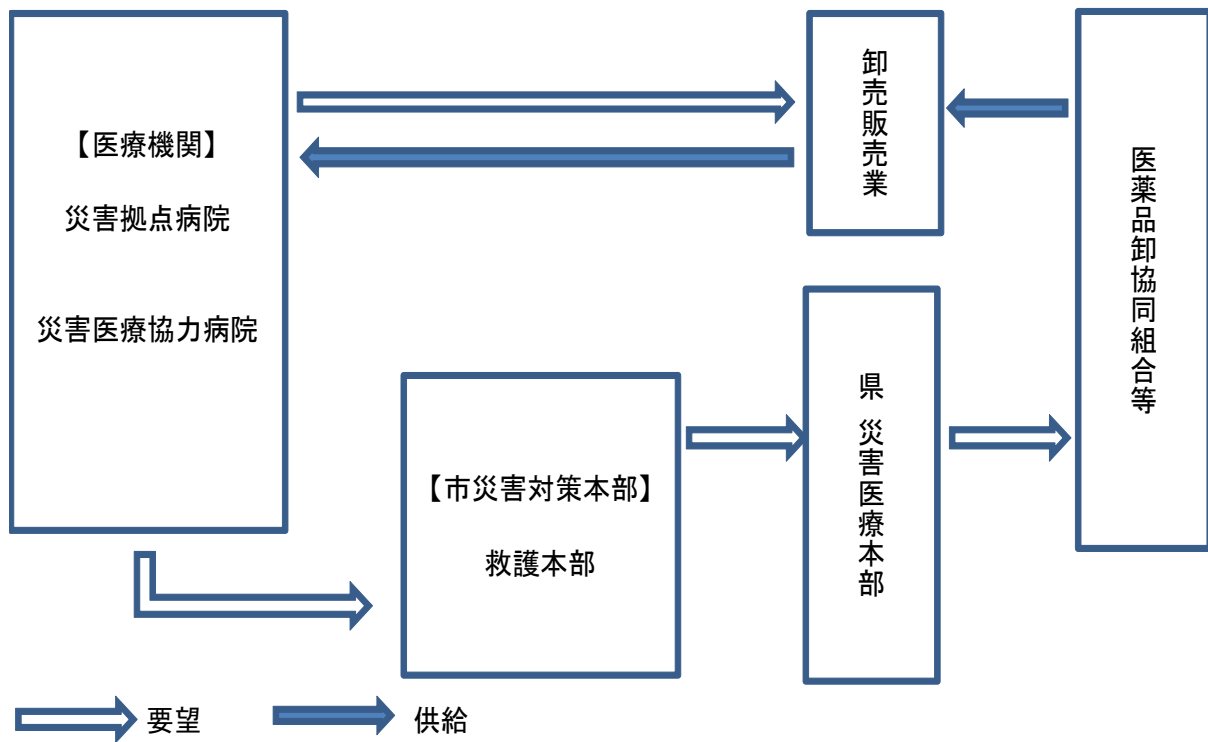 【医療機関】
災害拠点病院
災害医療協力病院
卸売販売業
医薬品卸協同組合等
【市災害対策本部】
救護本部
県 災害医療本部
要望
供給